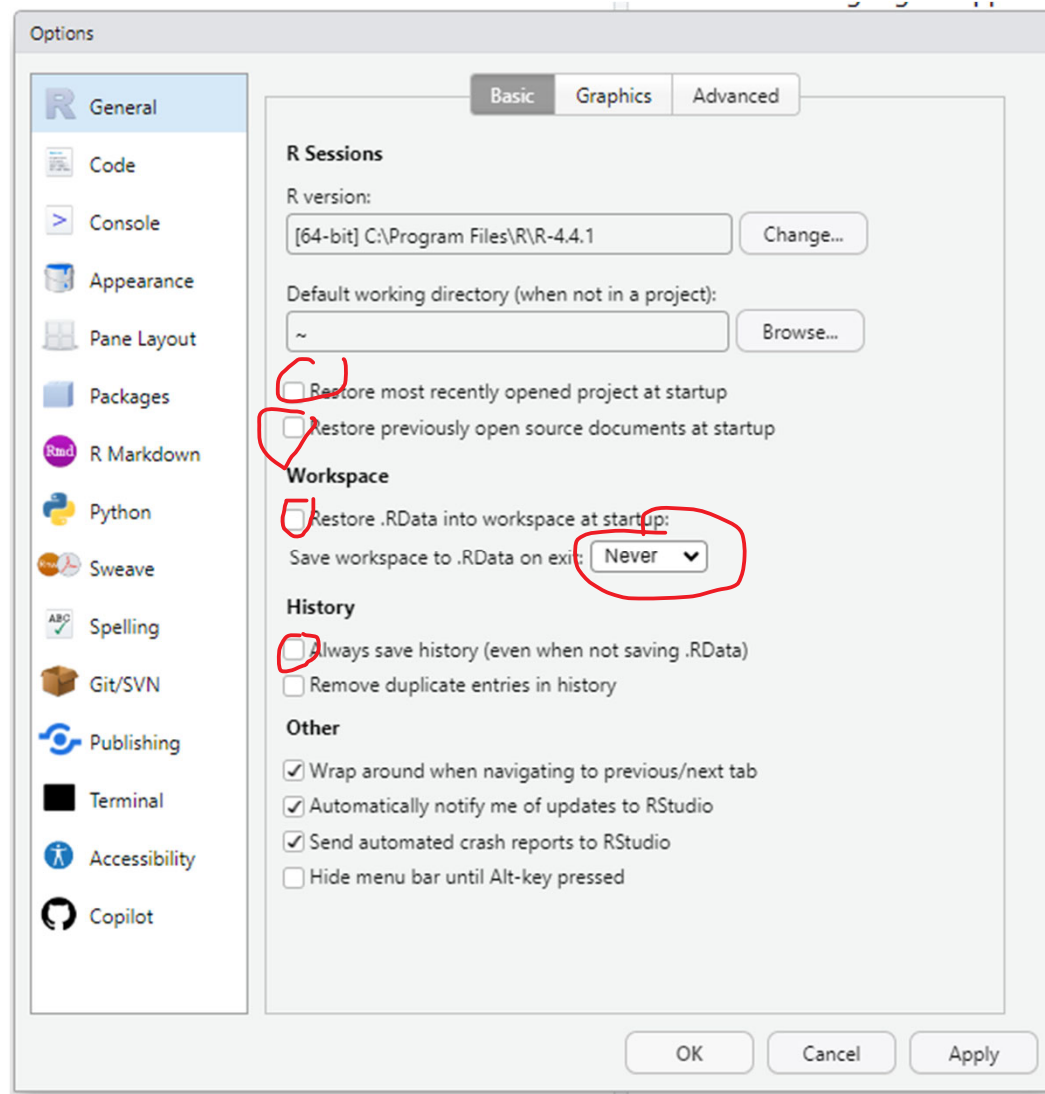 Options
General
Code
Console
Appearance
Pane Layout
Packages
Rmd R Markdown
Python
Sweave
ABC Spelling
Git/SVN
Publishing
Terminal
Accessibility
Copilot
Basic Graphics Advanced
R Sessions
R version:
[64-bit] C:\Program Files\R\R-4.4.1 Change...
Default working directory (when not in a project):
~ Browse...
Restore most recently opened project at startup
Restore previously open source documents at startup
Workspace
Restore .RData into workspace at startup:
Save workspace to .RData on exit: Never
History
Always save history (even when not saving .RData)
Remove duplicate entries in history
Other
Wrap around when navigating to previous/next tab
Automatically notify me of updates to RStudio
Send automated crash reports to RStudio
Hide menu bar until Alt-key pressed
OK Cancel Apply